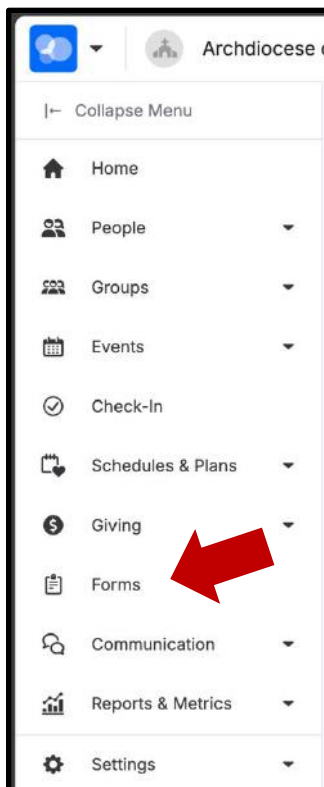 Archdiocese
Collapse Menu
Home
People
Groups
Events
Check-In
Schedules & Plans
Giving
Forms
Communication
Reports & Metrics
Settings